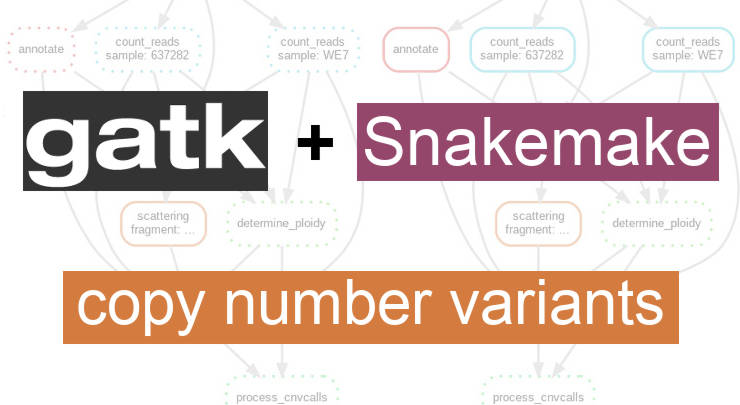 annotate
count_reads
sample: 637282
count_reads
sample: WE7
annotate
count_reads
sample: 637282
count_reads
sample: WE7
gatk + Snakemake
scattering
fragment: ...
determine_ploidy
scattering
fragment: ...
determine_ploidy
copy number variants
process_cnvcalls
process_cnvcalls